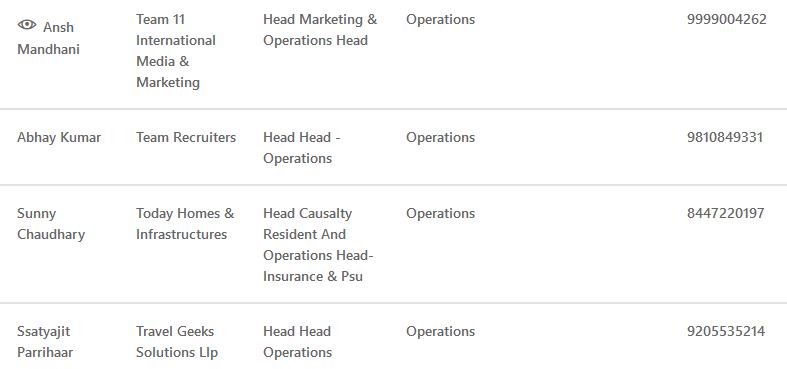 Ansh Mandhani
Team 11 International Media & Marketing
Head Marketing & Operations Head
Operations
9999004262
Abhay Kumar
Team Recruiters
Head Head - Operations
Operations
9810849331
Sunny Chaudhary
Today Homes & Infrastructures
Head Causalty Resident And Operations Head- Insurance & Psu
Operations
8447220197
Ssatyajit Parrihaar
Travel Geeks Solutions Llp
Head Head Operations
Operations
9205535214